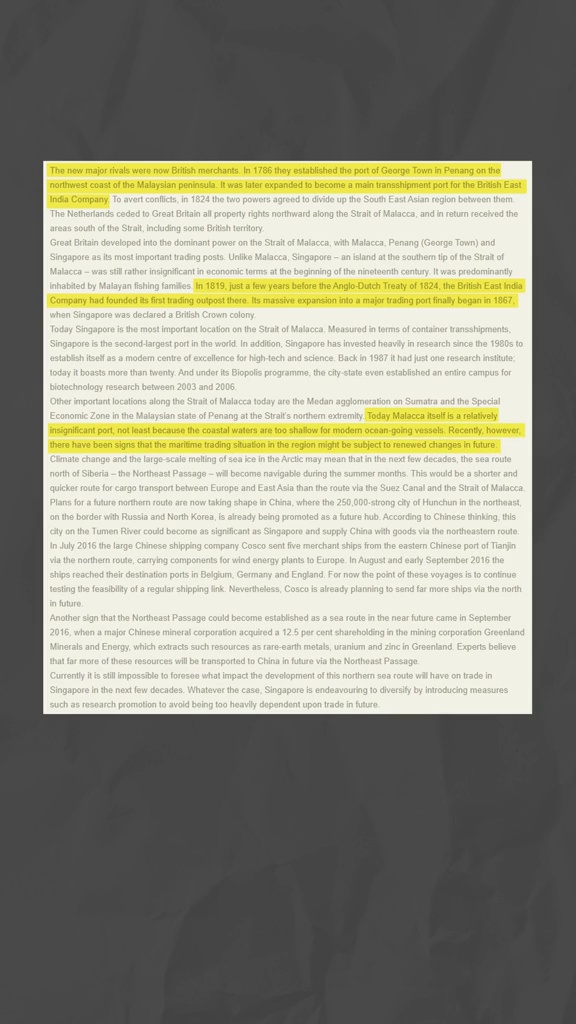 The new major rivals were now British merchants. In 1786 they established the port of George Town in Penang on the
northwest coast of the Malaysian peninsula. It was later expanded to become a main transshipment port for the British East
India Company. To avert conflicts, in 1824 the two powers agreed to divide up the South East Asian region between them.
The Netherlands ceded to Great Britain all property rights northward along the Strait of Malacca, and in return received the
areas south of the Strait, including some British territory.
Great Britain developed into the dominant power on the Strait of Malacca, with Malacca, Penang (George Town) and
Singapore as its most important trading posts. Unlike Malacca, Singapore – an island at the southern tip of the Strait of
Malacca – was still rather insignificant in economic terms at the beginning of the nineteenth century. It was predominantly
inhabited by Malayan fishing families. In 1819, just a few years before the Anglo-Dutch Treaty of 1824, the British East India
Company had founded its first trading outpost there. Its massive expansion into a major trading port finally began in 1867,
when Singapore was declared a British Crown colony.
Today Singapore is the most important location on the Strait of Malacca. Measured in terms of container transshipments,
Singapore is the second-largest port in the world. In addition, Singapore has invested heavily in research since the 1980s to
establish itself as a modern centre of excellence for high-tech and science. Back in 1987 it had just one research institute;
today it boasts more than twenty. And under its Biopolis programme, the city-state even established an entire campus for
biotechnology research between 2003 and 2006.
Other important locations along the Strait of Malacca today are the Medan agglomeration on Sumatra and the Special
Economic Zone in the Malaysian state of Penang at the Strait's northern extremity. Today Malacca itself is a relatively
insignificant port, not least because the coastal waters are too shallow for modern ocean-going vessels. Recently, however,
there have been signs that the maritime trading situation in the region might be subject to renewed changes in future.
Climate change and the large-scale melting of sea ice in the Arctic may mean that in the next few decades, the sea route
north of Siberia – the Northeast Passage – will become navigable during the summer months. This would be a shorter and
quicker route for cargo transport between Europe and East Asia than the route via the Suez Canal and the Strait of Malacca.
Plans for a future northern route are now taking shape in China, where the 250,000-strong city of Hunchun in the northeast,
on the border with Russia and North Korea, is already being promoted as a future hub. According to Chinese thinking, this
city on the Tumen River could become as significant as Singapore and supply China with goods via the northeastern route.
In July 2016 the large Chinese shipping company Cosco sent five merchant ships from the eastern Chinese port of Tianjin
via the northern route, carrying components for wind energy plants to Europe. In August and early September 2016 the
ships reached their destination ports in Belgium, Germany and England. For now the point of these voyages is to continue
testing the feasibility of a regular shipping link. Nevertheless, Cosco is already planning to send far more ships via the north
in future.
Another sign that the Northeast Passage could become established as a sea route in the near future came in September
2016, when a major Chinese mineral corporation acquired a 12.5 per cent shareholding in the mining corporation Greenland
Minerals and Energy, which extracts such resources as rare-earth metals, uranium and zinc in Greenland. Experts believe
that far more of these resources will be transported to China in future via the Northeast Passage.
Currently it is still impossible to foresee what impact the development of this northern sea route will have on trade in
Singapore in the next few decades. Whatever the case, Singapore is endeavouring to diversify by introducing measures
such as research promotion to avoid being too heavily dependent upon trade in future.